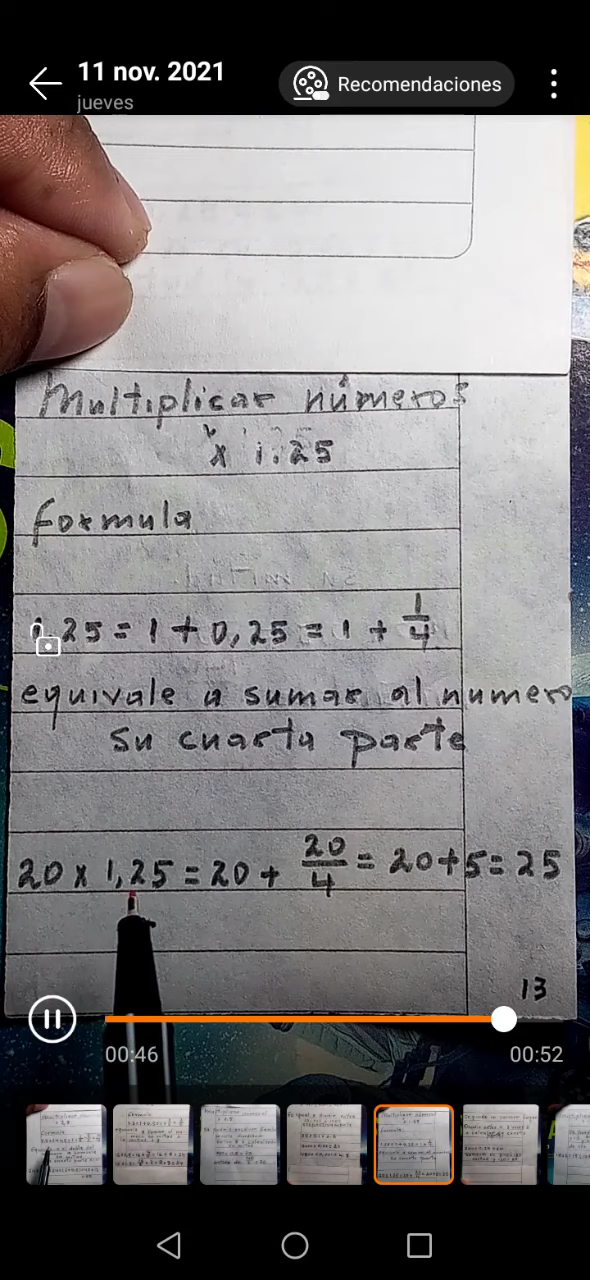 11 nov. 2021
jueves
Recomendaciones
Multiplicar números
x 1.25
formula
1,25 = 1 + 0,25 = 1 + 1/4
equivale a sumar al numero
su cuarta parte
20 x 1,25 = 20 + 20/4 = 20+5 = 25
13
00:46
00:52